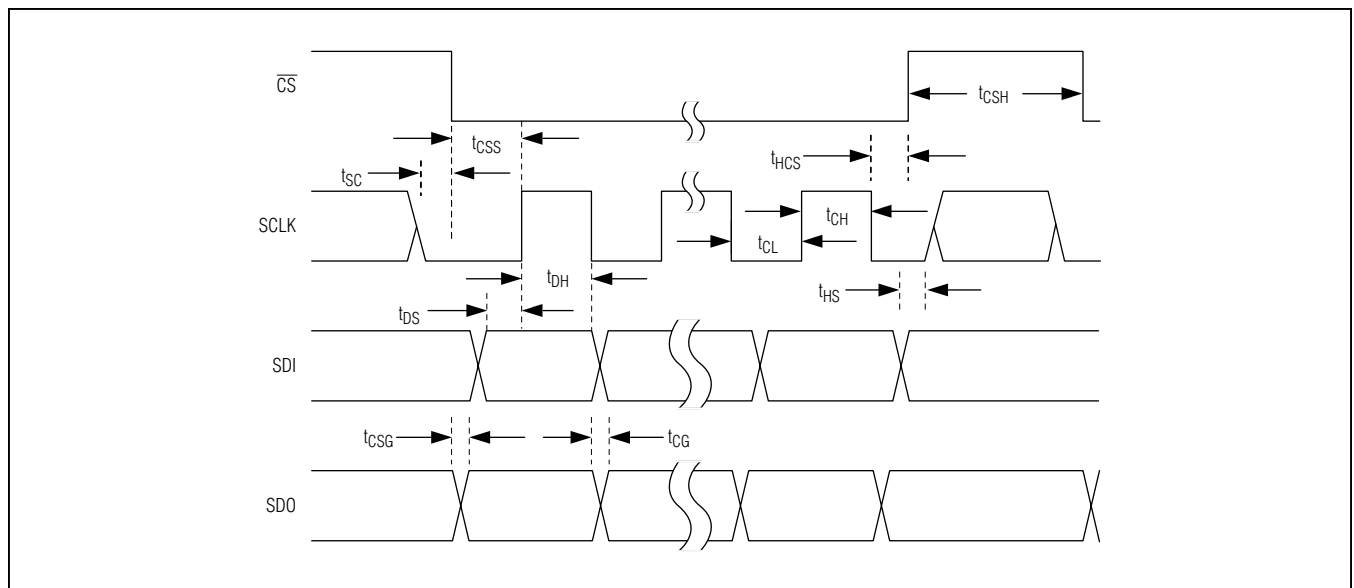 CS
tCSH
tCSS
tHCS
tSC
SCLK
tCH
tCL
tDH
tHS
tDS
SDI
tCSG
tCG
SDO